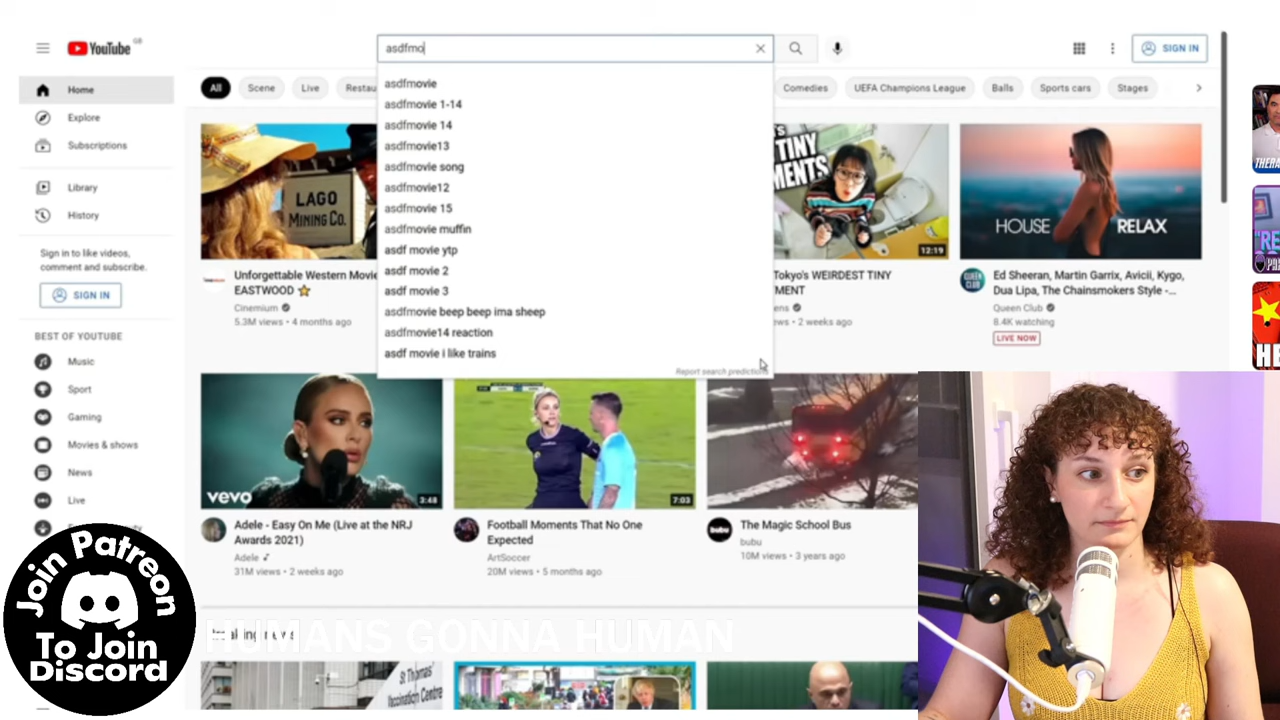 YouTube GB
asdfmo
SIGN IN
Home
Explore
Subscriptions
Library
History
Sign in to like videos,
comment and subscribe.
SIGN IN
BEST OF YOUTUBE
Music
Sport
Gaming
Movies & shows
News
Live
All
Scene
Live
Restau
Comedies
UEFA Champions League
Balls
Sports cars
Stages
asdfmovie
asdfmovie 1-14
asdfmovie 14
asdfmovie13
asdfmovie song
asdfmovie12
asdfmovie 15
asdfmovie muffin
asdf movie ytp
asdf movie 2
asdf movie 3
asdfmovie beep beep ima sheep
asdfmovie14 reaction
asdf movie i like trains
Report search predictions
LAGO
MINING CO.
Unforgettable Western Movie
EASTWOOD
Cinemium
5.3M views • 4 months ago
TINY
12:19
Tokyo's WEIRDEST TINY
2 weeks ago
HOUSE RELAX
QUEEN CLUB
Ed Sheeran, Martin Garrix, Avicii, Kygo,
Dua Lipa, The Chainsmokers Style -...
Queen Club
8.4K watching
LIVE NOW
vevo
3:48
Adele - Easy On Me (Live at the NRJ
Awards 2021)
Adele
31M views • 2 weeks ago
7:03
Football Moments That No One
Expected
ArtSoccer
20M views • 5 months ago
bubu
The Magic School Bus
bubu
10M views • 3 years ago
HUMANS GONNA HUMAN
St Thomas'
Vaccination Centre
Join Patreon
To Join
Discord